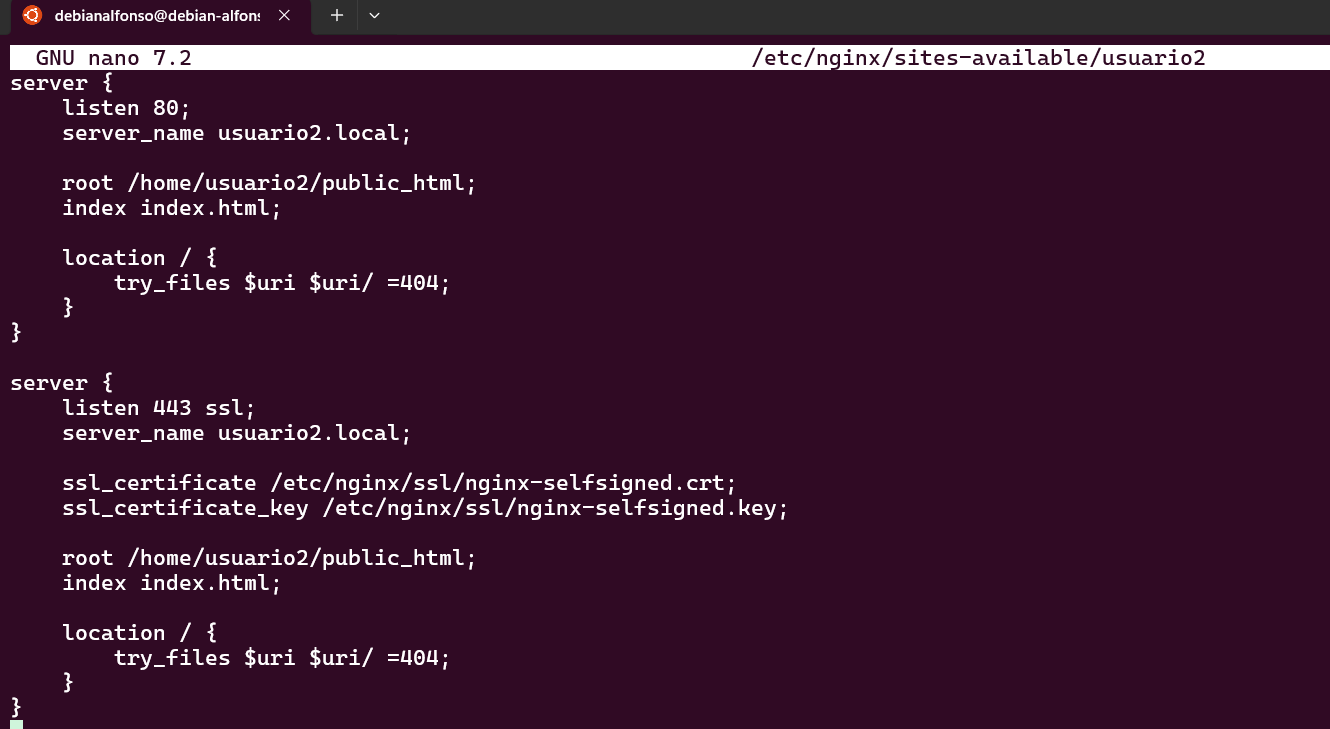 debianalfonso@debian-alfons
GNU nano 7.2 /etc/nginx/sites-available/usuario2
server {
    listen 80;
    server_name usuario2.local;

    root /home/usuario2/public_html;
    index index.html;

    location / {
        try_files $uri $uri/ =404;
    }
}

server {
    listen 443 ssl;
    server_name usuario2.local;

    ssl_certificate /etc/nginx/ssl/nginx-selfsigned.crt;
    ssl_certificate_key /etc/nginx/ssl/nginx-selfsigned.key;

    root /home/usuario2/public_html;
    index index.html;

    location / {
        try_files $uri $uri/ =404;
    }
}